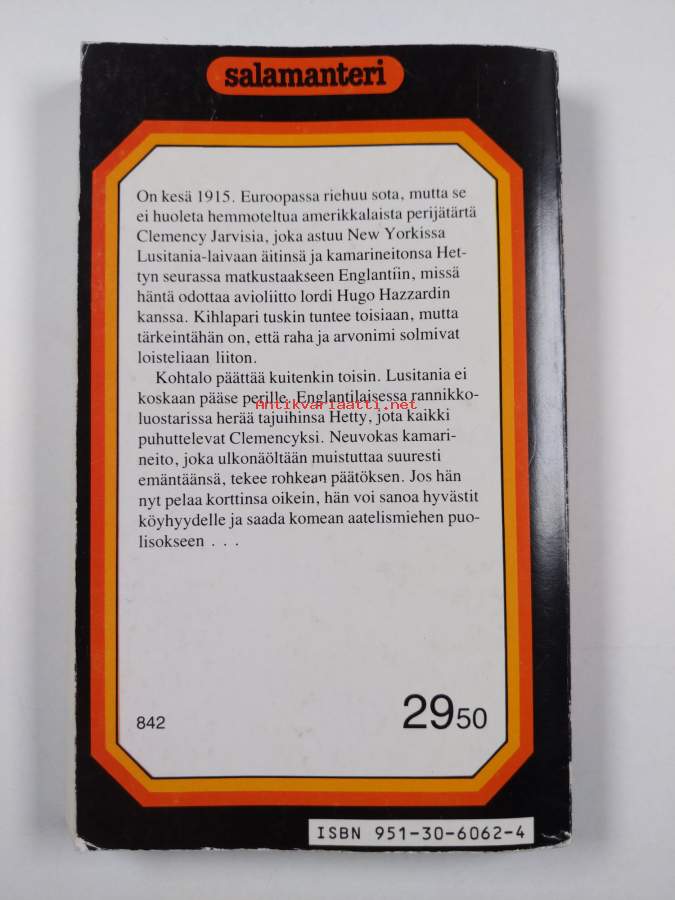 salamanteri
On kesä 1915. Euroopassa riehuu sota, mutta se
ei huoleta hemmoteltua amerikkalaista perijätärtä
Clemency Jarvisia, joka astuu New Yorkissa
Lusitania-laivaan äitinsä ja kamarineitonsa Het-
tyn seurassa matkustaakseen Englantiin, missä
häntä odottaa avioliitto lordi Hugo Hazzardin
kanssa. Kihlapari tuskin tuntee toisiaan, mutta
tärkeintähän on, että raha ja arvonimi solmivat
loisteliaan liiton.
Kohtalo päättää kuitenkin toisin. Lusitania ei
koskaan pääse perille. Englantilaisessa rannikko-
Antikvariaatti.net
luostarissa herää tajuihinsa Hetty, jota kaikki
puhuttelevat Clemencyksi. Neuvokas kamari-
neito, joka ulkonäöltään muistuttaa suuresti
emäntäänsä, tekee rohkean päätöksen. Jos hän
nyt pelaa korttinsa oikein, hän voi sanoa hyvästit
köyhyydelle ja saada komean aatelismiehen puo-
lisokseen . . .
842
2950
ISBN 951-30-6062-4